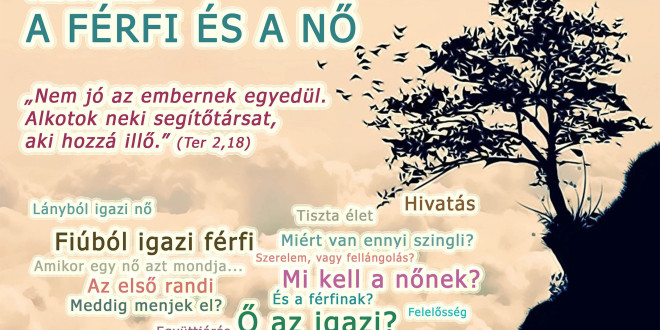 A FÉRFI ÉS A NŐ
„Nem jó az embernek egyedül.
Alkotok neki segítőtársat,
aki hozzá illő.” (Ter 2,18)
Lányból igazi nő
Tiszta élet
Hivatás
Fiúból igazi férfi
Miért van ennyi szingli?
Szerelem, vagy fellángolás?
Amikor egy nő azt mondja...
Mi kell a nőnek?
Az első randi
És a férfinak?
Meddig menjek el?
Felelősség
Ő az igazi?
Együttjárás